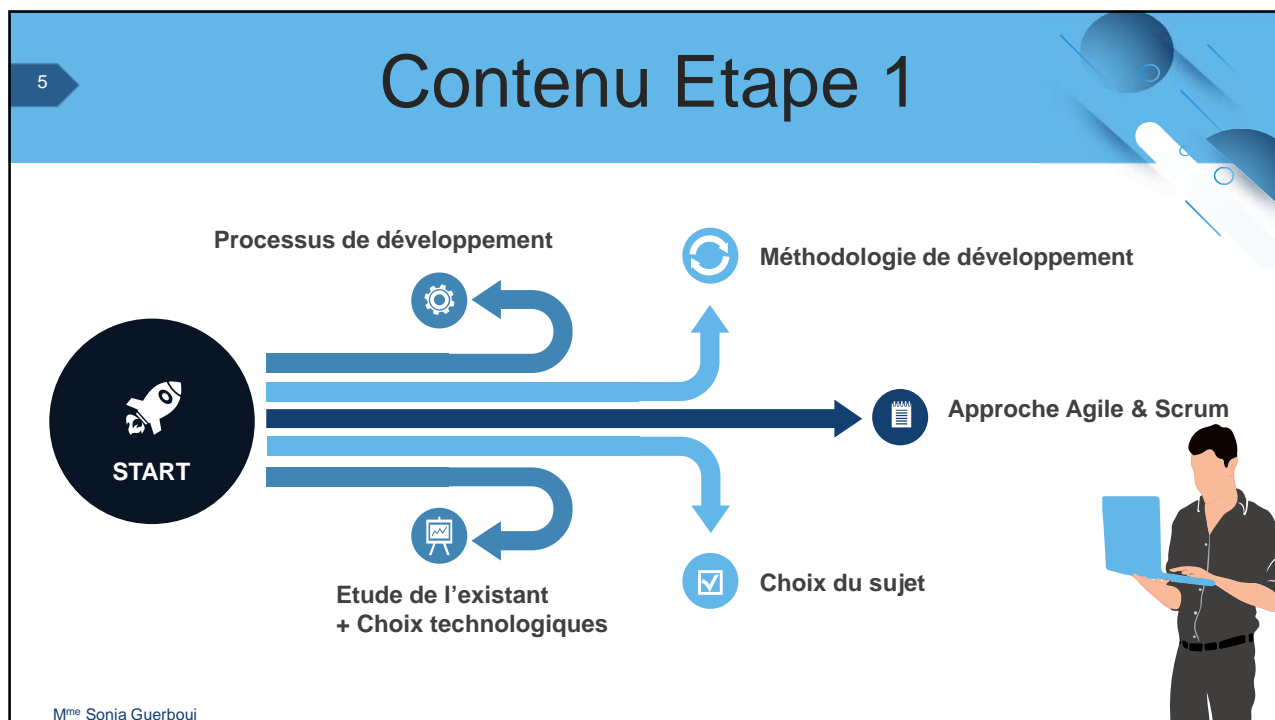 5
Contenu Etape 1
Processus de développement
Méthodologie de développement
Approche Agile & Scrum
START
Choix du sujet
Etude de l’existant
+ Choix technologiques
Mme Sonia Guerboui